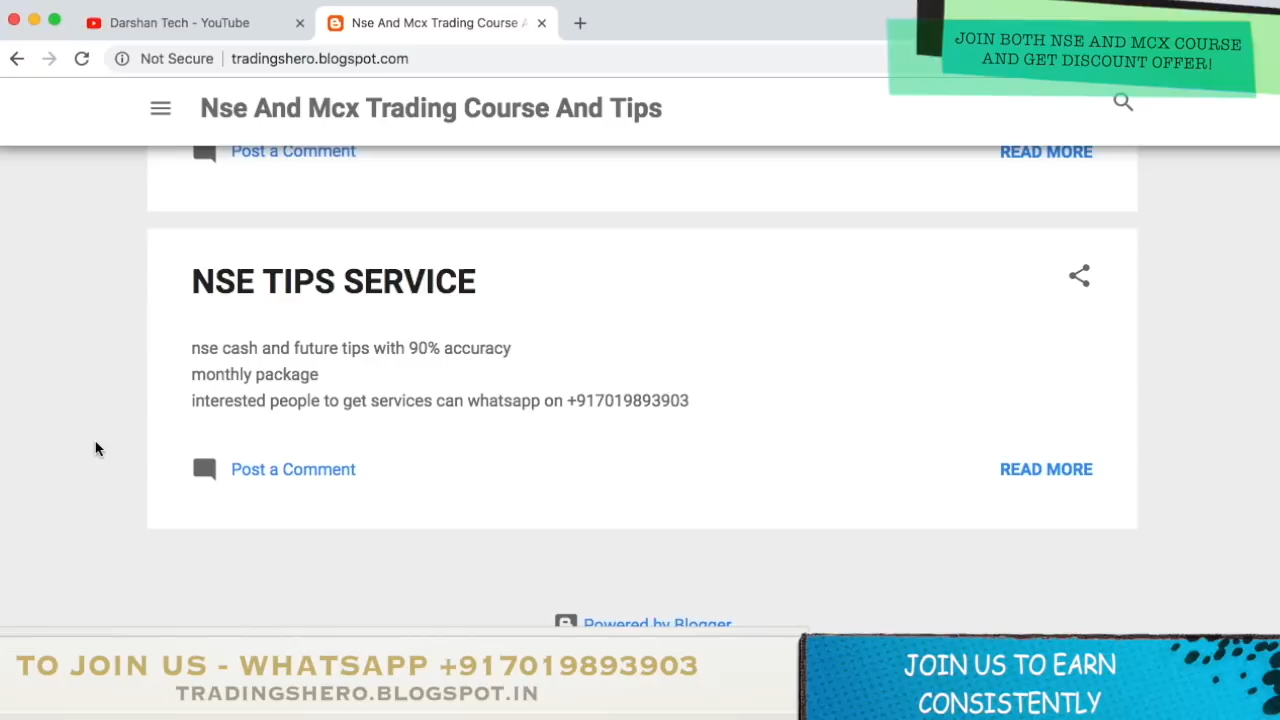 Darshan Tech - YouTube
Nse And Mcx Trading Course A
Not Secure
tradingshero.blogspot.com
JOIN BOTH NSE AND MCX COURSE
AND GET DISCOUNT OFFER!
Nse And Mcx Trading Course And Tips
Post a Comment
READ MORE
NSE TIPS SERVICE
nse cash and future tips with 90% accuracy
monthly package
interested people to get services can whatsapp on +917019893903
Post a Comment
READ MORE
Powered by Blogger
TO JOIN US - WHATSAPP +917019893903
TRADINGSHERO.BLOGSPOT.IN
JOIN US TO EARN
CONSISTENTLY